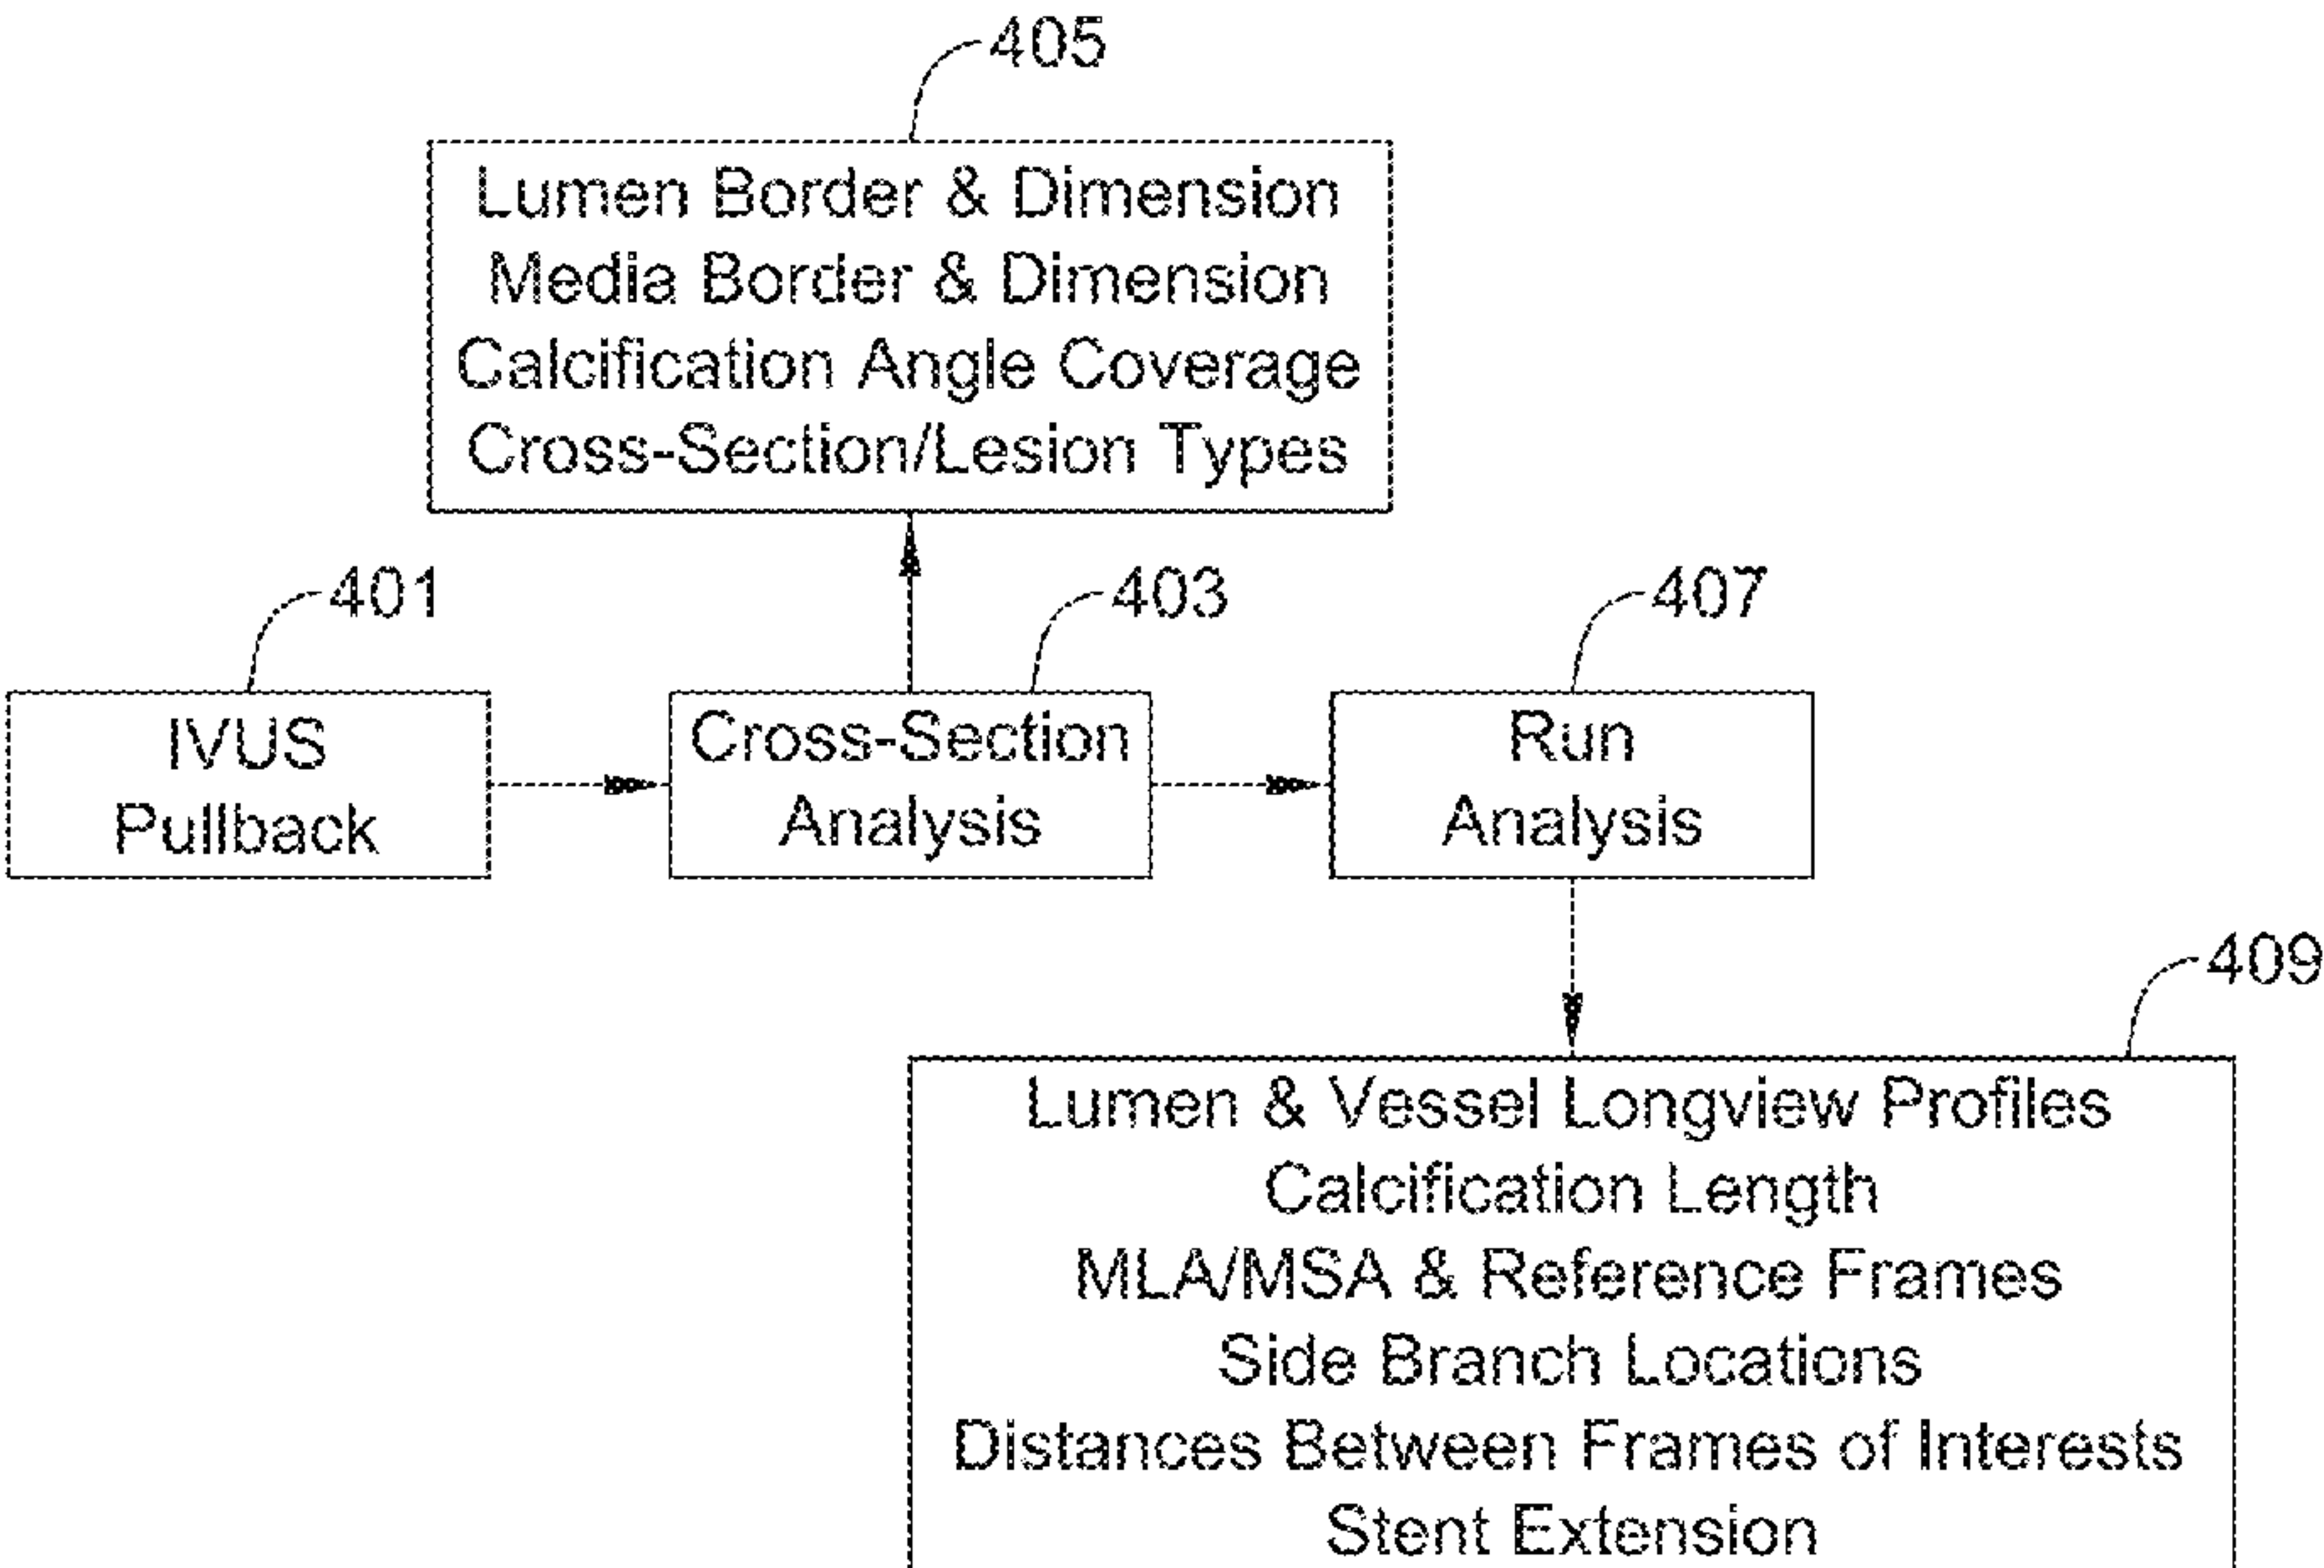 405
Lumen Border & Dimension
Media Border & Dimension
Calcification Angle Coverage
Cross-Section/Lesion Types
401
403
407
IVUS
Pullback
Cross-Section
Analysis
Run
Analysis
409
Lumen & Vessel Longview Profiles
Calcification Length
MLA/MSA & Reference Frames
Side Branch Locations
Distances Between Frames of Interests
Stent Extension